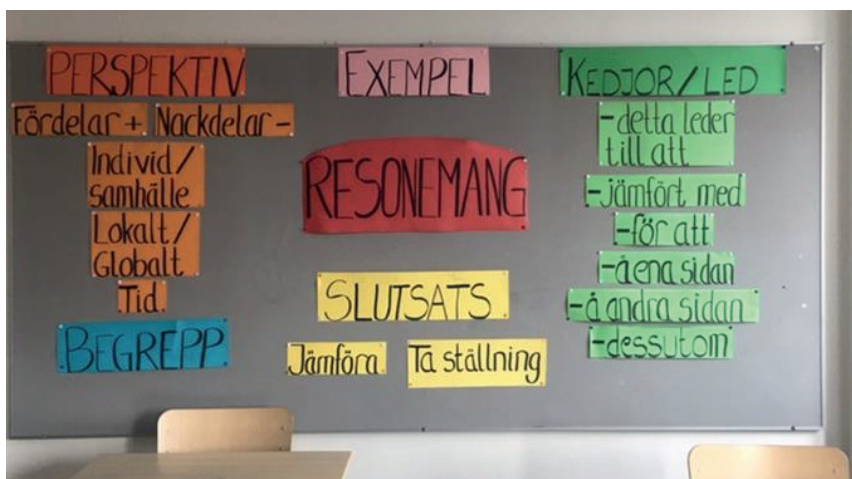 PERSPEKTIV
Fördelar + Nackdelar -
Individ/
samhälle
Lokalt/
Globalt
Tid
BEGREPP
EXEMPEL
RESONEMANG
SLUTSATS
Jämföra Ta ställning
KEDJOR/LED
-detta leder
till att
-jämfört med
-för att
-å ena sidan
-å andra sidan
-dessutom